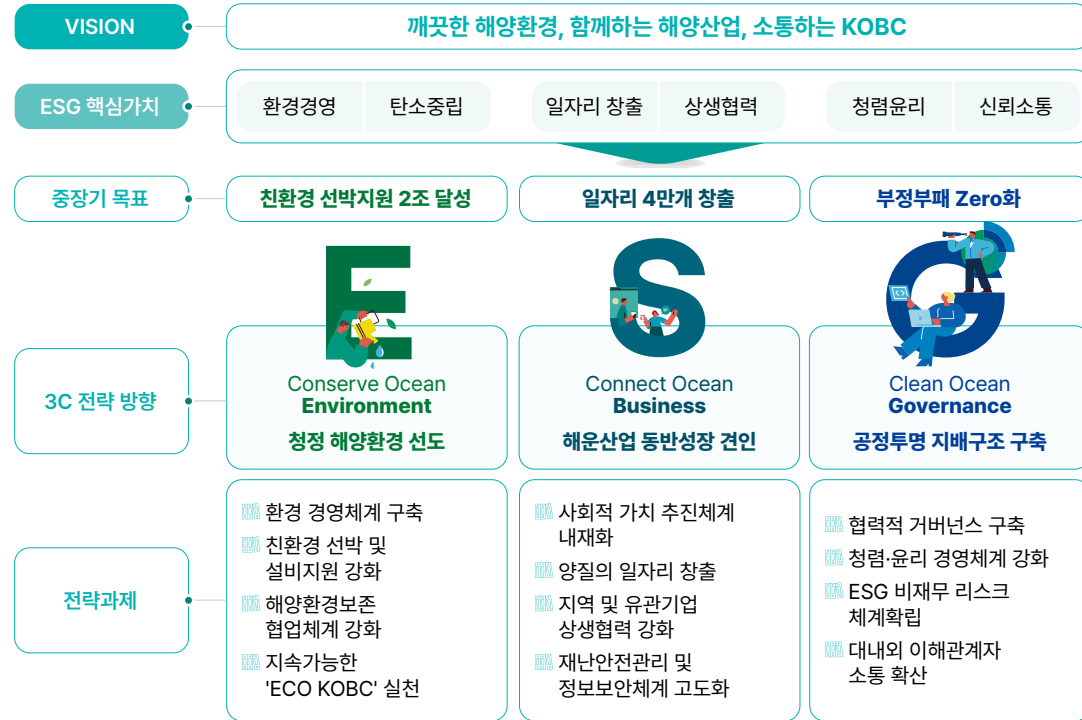 VISION
깨끗한 해양환경, 함께하는 해양산업, 소통하는 KOBC
ESG 핵심가치
환경경영
탄소중립
일자리 창출
상생협력
청렴윤리
신뢰소통
중장기 목표
친환경 선박지원 2조 달성
일자리 4만개 창출
부정부패 Zero화
E
S
G
3C 전략 방향
Conserve Ocean
Environment
청정 해양환경 선도
Connect Ocean
Business
해운산업 동반성장 견인
Clean Ocean
Governance
공정투명 지배구조 구축
전략과제
환경 경영체계 구축
친환경 선박 및
설비지원 강화
해양환경보존
협업체계 강화
지속가능한
'ECO KOBC' 실천
사회적 가치 추진체계
내재화
양질의 일자리 창출
지역 및 유관기업
상생협력 강화
재난안전관리 및
정보보안체계 고도화
협력적 거버넌스 구축
청렴·윤리 경영체계 강화
ESG 비재무 리스크
체계확립
대내외 이해관계자
소통 확산